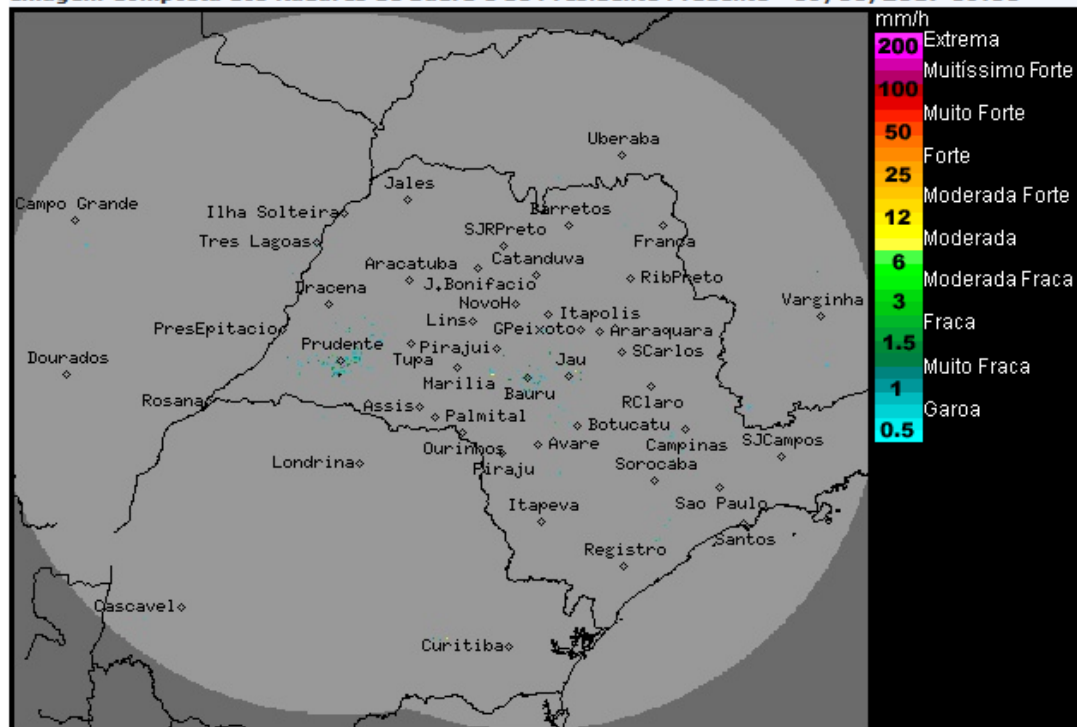 mm/h
200 Extrema
Muitíssimo Forte
100
Muito Forte
50
Forte
25
Moderada Forte
12
Moderada
6
Moderada Fraca
3
Fraca
1.5
Muito Fraca
1
Garoa
0.5
Uberaba
Jales
Campo Grande
Ilha Solteira
Barretos
Tres Lagoas
SJRPreto
Franca
Aracatuba
Catanduva
J.Bonifacio
RibPreto
Dracena
NovoH
Varginha
Itapolis
PresEpitacio
Lins
GPeixoto
Araraquara
Prudente
Pirajui
SCarlos
Dourados
Tupa
Jau
Marilia
Bauru
Rosana
Assis
RClaro
Palmital
Botucatu
Ourinhos
Avare
Campinas
SJCampos
Londrina
Piraju
Sorocaba
Itapeva
Sao Paulo
Santos
Registro
Cascavel
Curitiba